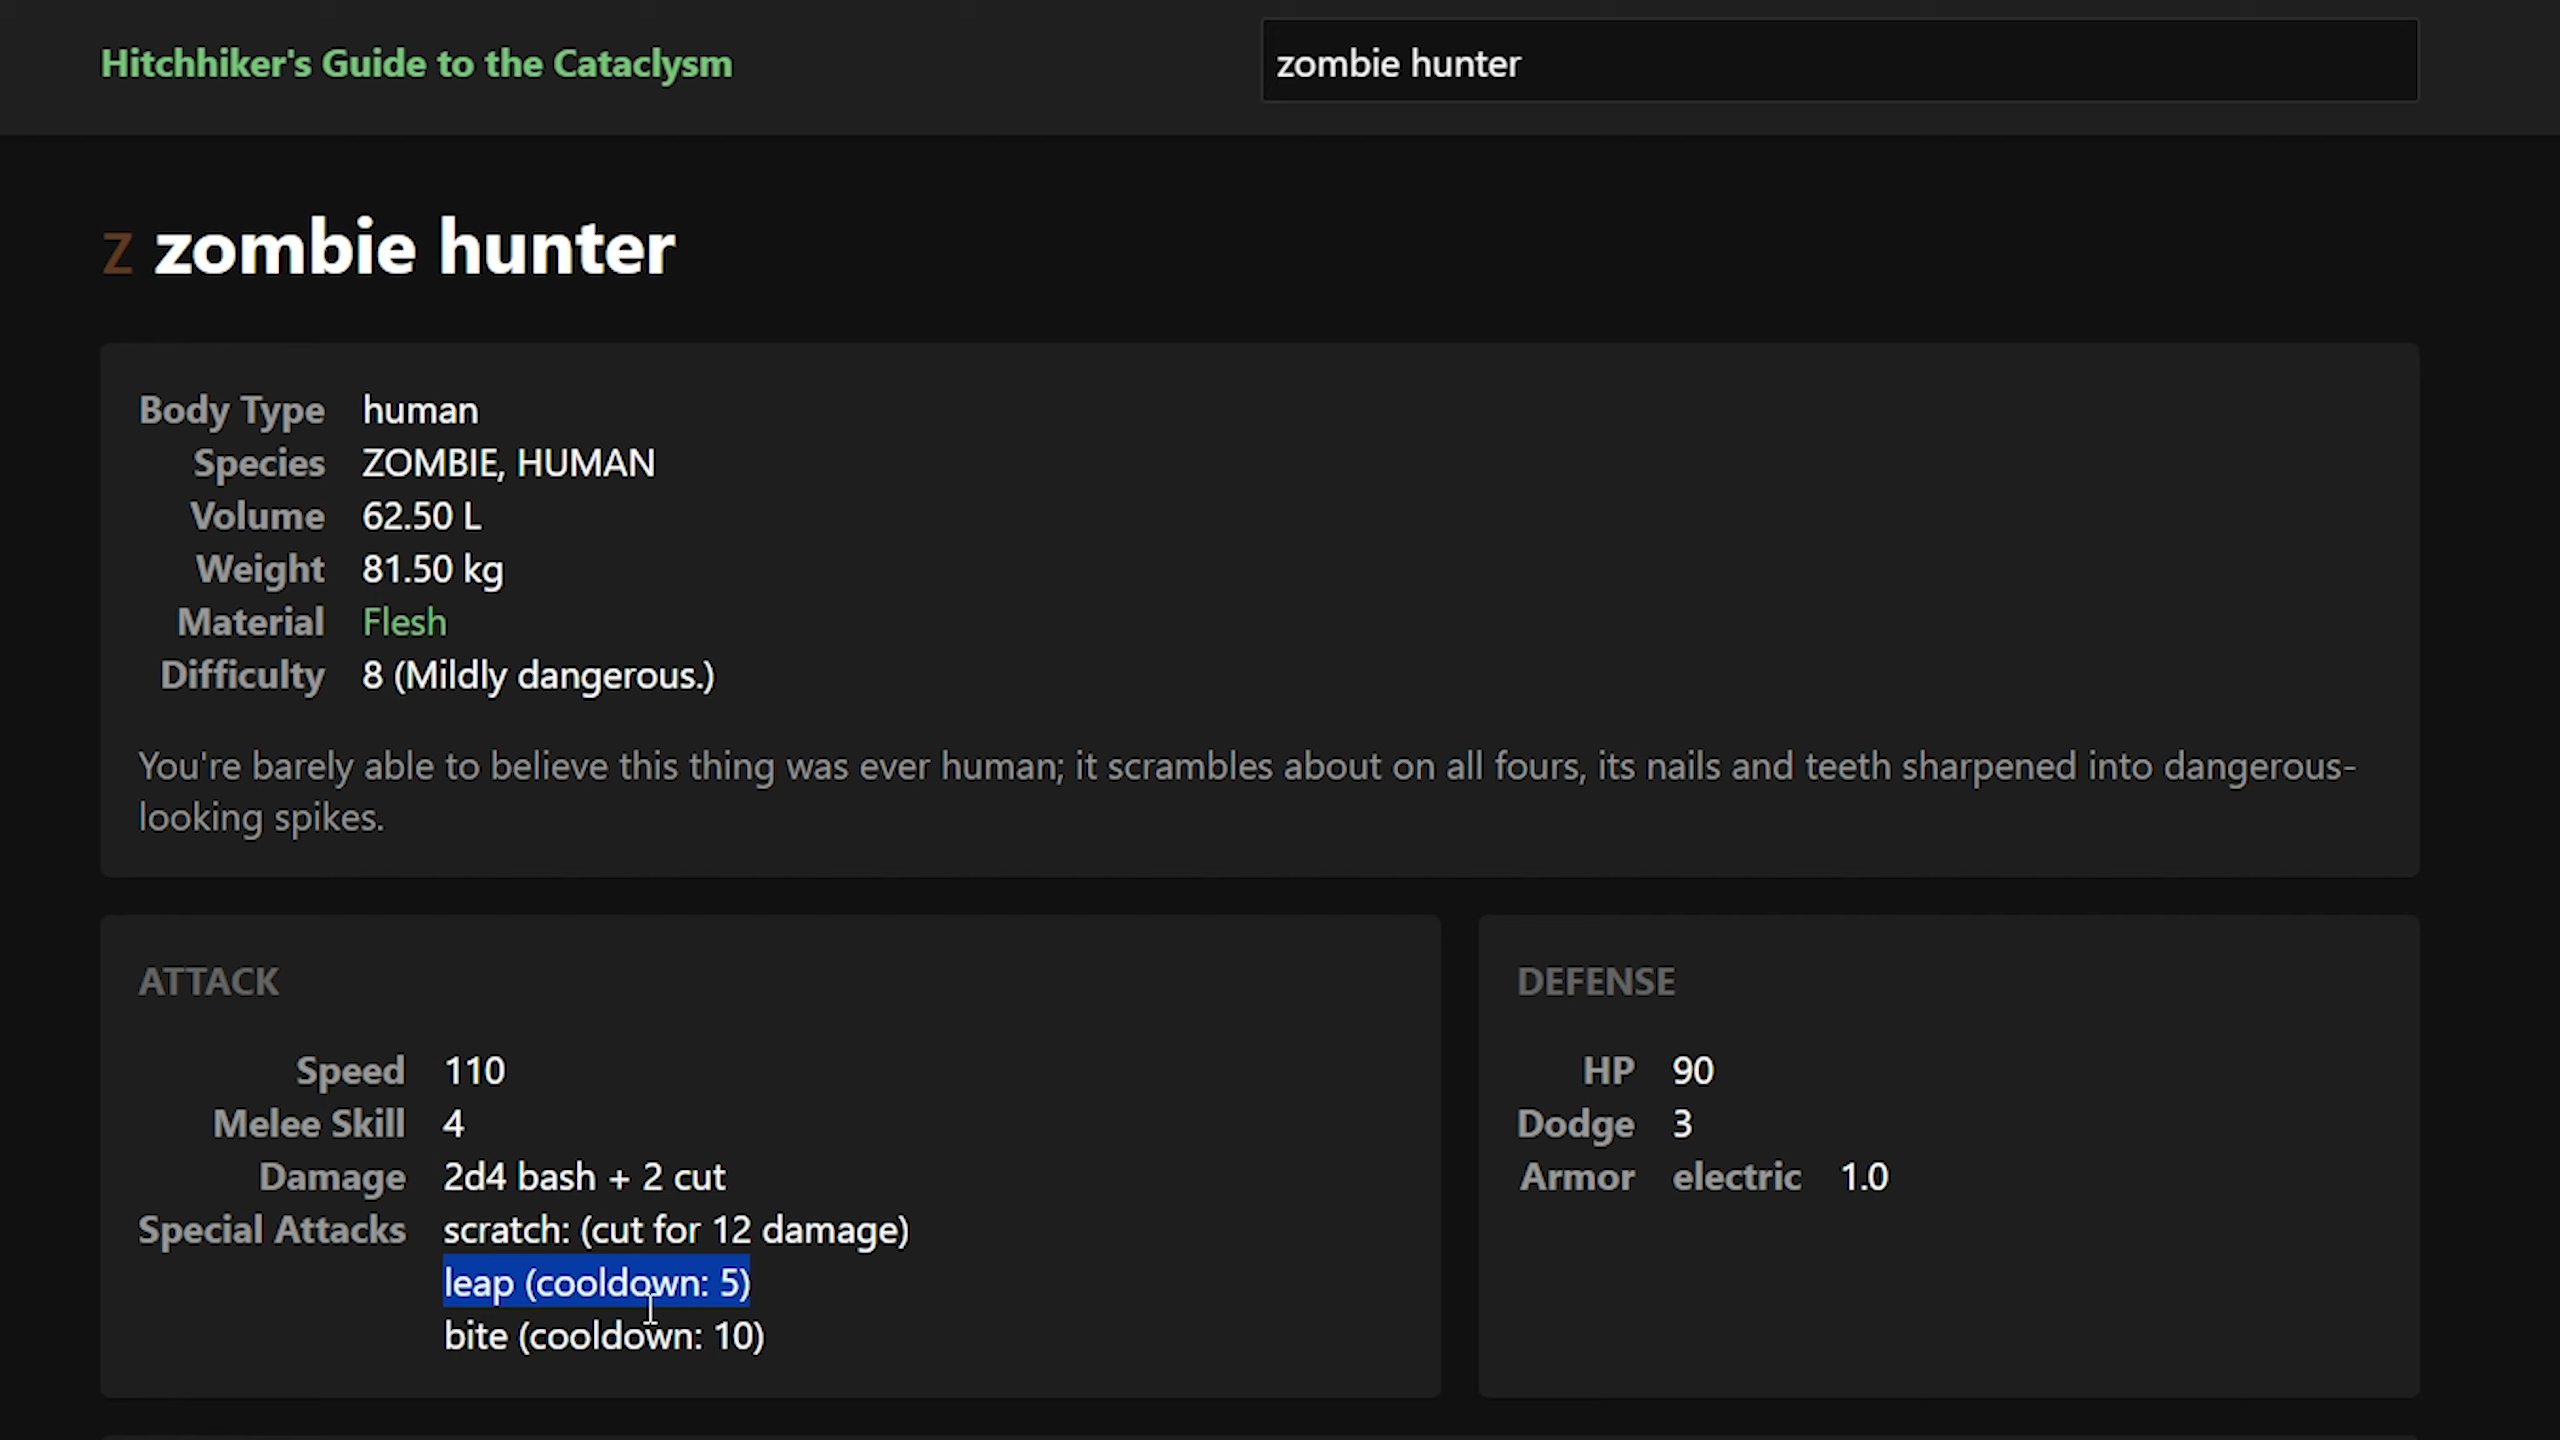 Hitchhiker's Guide to the Cataclysm
zombie hunter
Z zombie hunter
Body Type human
Species ZOMBIE, HUMAN
Volume 62.50 L
Weight 81.50 kg
Material Flesh
Difficulty 8 (Mildly dangerous.)
You're barely able to believe this thing was ever human; it scrambles about on all fours, its nails and teeth sharpened into dangerous-
looking spikes.
ATTACK
Speed 110
Melee Skill 4
Damage 2d4 bash + 2 cut
Special Attacks scratch: (cut for 12 damage)
leap (cooldown: 5)
bite (cooldown: 10)
DEFENSE
HP 90
Dodge 3
Armor electric 1.0